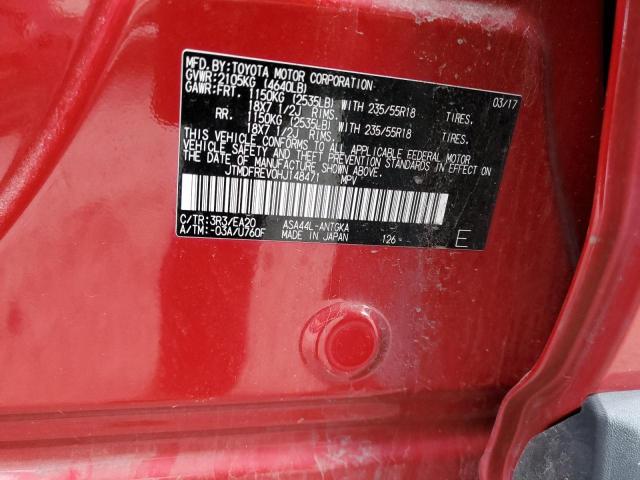 MFD.BY:TOYOTA MOTOR CORPORATION 03/17
GVWR:2105KG (4640LB)
GAWR:FRT. 1150KG (2535LB) WITH 235/55R18 TIRES.
18X7 1/2J RIMS.
RR. 1150KG (2535LB) WITH 235/55R18 TIRES.
18X7 1/2J RIMS.
THIS VEHICLE CONFORMS TO ALL APPLICABLE FEDERAL MOTOR
VEHICLE SAFETY AND BUMPER STANDARDS IN EFFECT ON
THE DATE OF MANUFACTURE SHOWN ABOVE.
JTMDFREV0HJ148471 MPV
C/TR:3R3/EA20 ASA44L-ANTGKA
A/TM:-03A/U760F MADE IN JAPAN 126 E